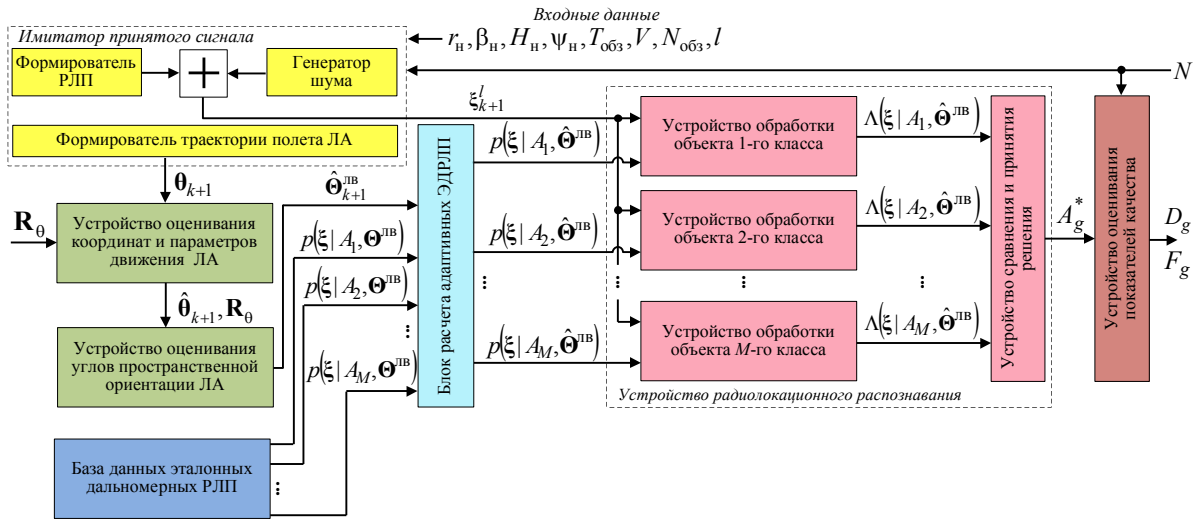 Входные данные
Имитатор принятого сигнала
r_н, β_н, H_н, ψ_н, T_обз, V, N_обз, l
Формирователь
РЛП
+
Генератор
шума
N
ξ^l_{k+1}
Формирователь траектории полета ЛА
θ_{k+1}
R_θ
Устройство оценивания
координат и параметров
движения ЛА
θ̂_{k+1}, R_θ
Устройство оценивания
углов пространственной
ориентации ЛА
База данных эталонных
дальномерных РЛП
⋮
Θ̂^{лв}_{k+1}
p(ξ | A_1, Θ^{лв})
p(ξ | A_2, Θ^{лв})
⋮
p(ξ | A_M, Θ^{лв})
Блок расчета адаптивных ЭДРЛП
p(ξ | A_1, Θ̂^{лв})
p(ξ | A_2, Θ̂^{лв})
⋮
p(ξ | A_M, Θ̂^{лв})
Устройство обработки
объекта 1-го класса
Устройство обработки
объекта 2-го класса
⋮
Устройство обработки
объекта M-го класса
Λ(ξ | A_1, Θ̂^{лв})
Λ(ξ | A_2, Θ̂^{лв})
⋮
Λ(ξ | A_M, Θ̂^{лв})
Устройство сравнения и принятия
решения
Устройство радиолокационного распознавания
A^*_g
Устройство оценивания
показателей качества
D_g
F_g